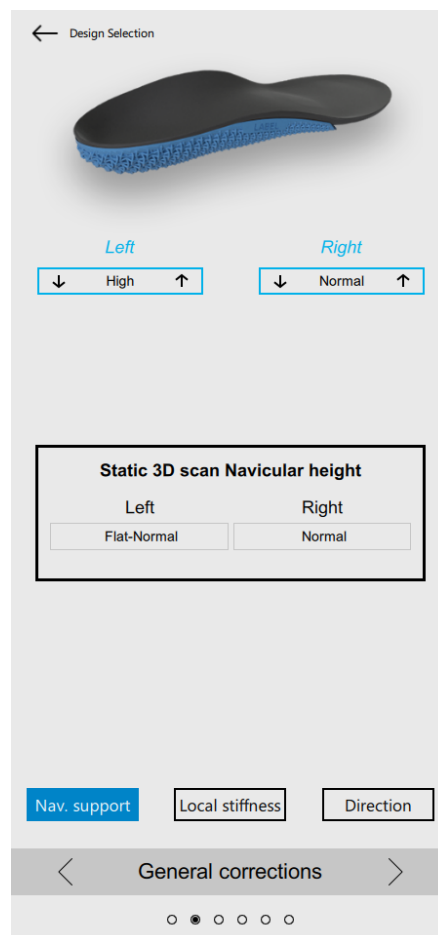 Design Selection
LABEL
Left Right
High Normal
Static 3D scan Navicular height
Left Right
Flat-Normal Normal
Nav. support Local stiffness Direction
General corrections